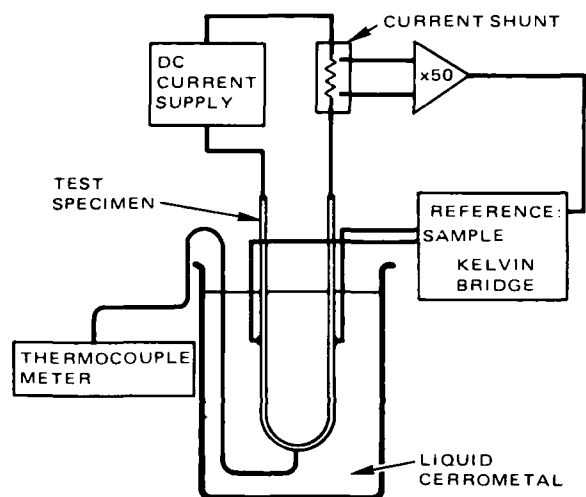 CURRENT SHUNT
DC
CURRENT
SUPPLY
x50
TEST
SPECIMEN
REFERENCE:
SAMPLE
KELVIN
BRIDGE
THERMOCOUPLE
METER
LIQUID
CERROMETAL